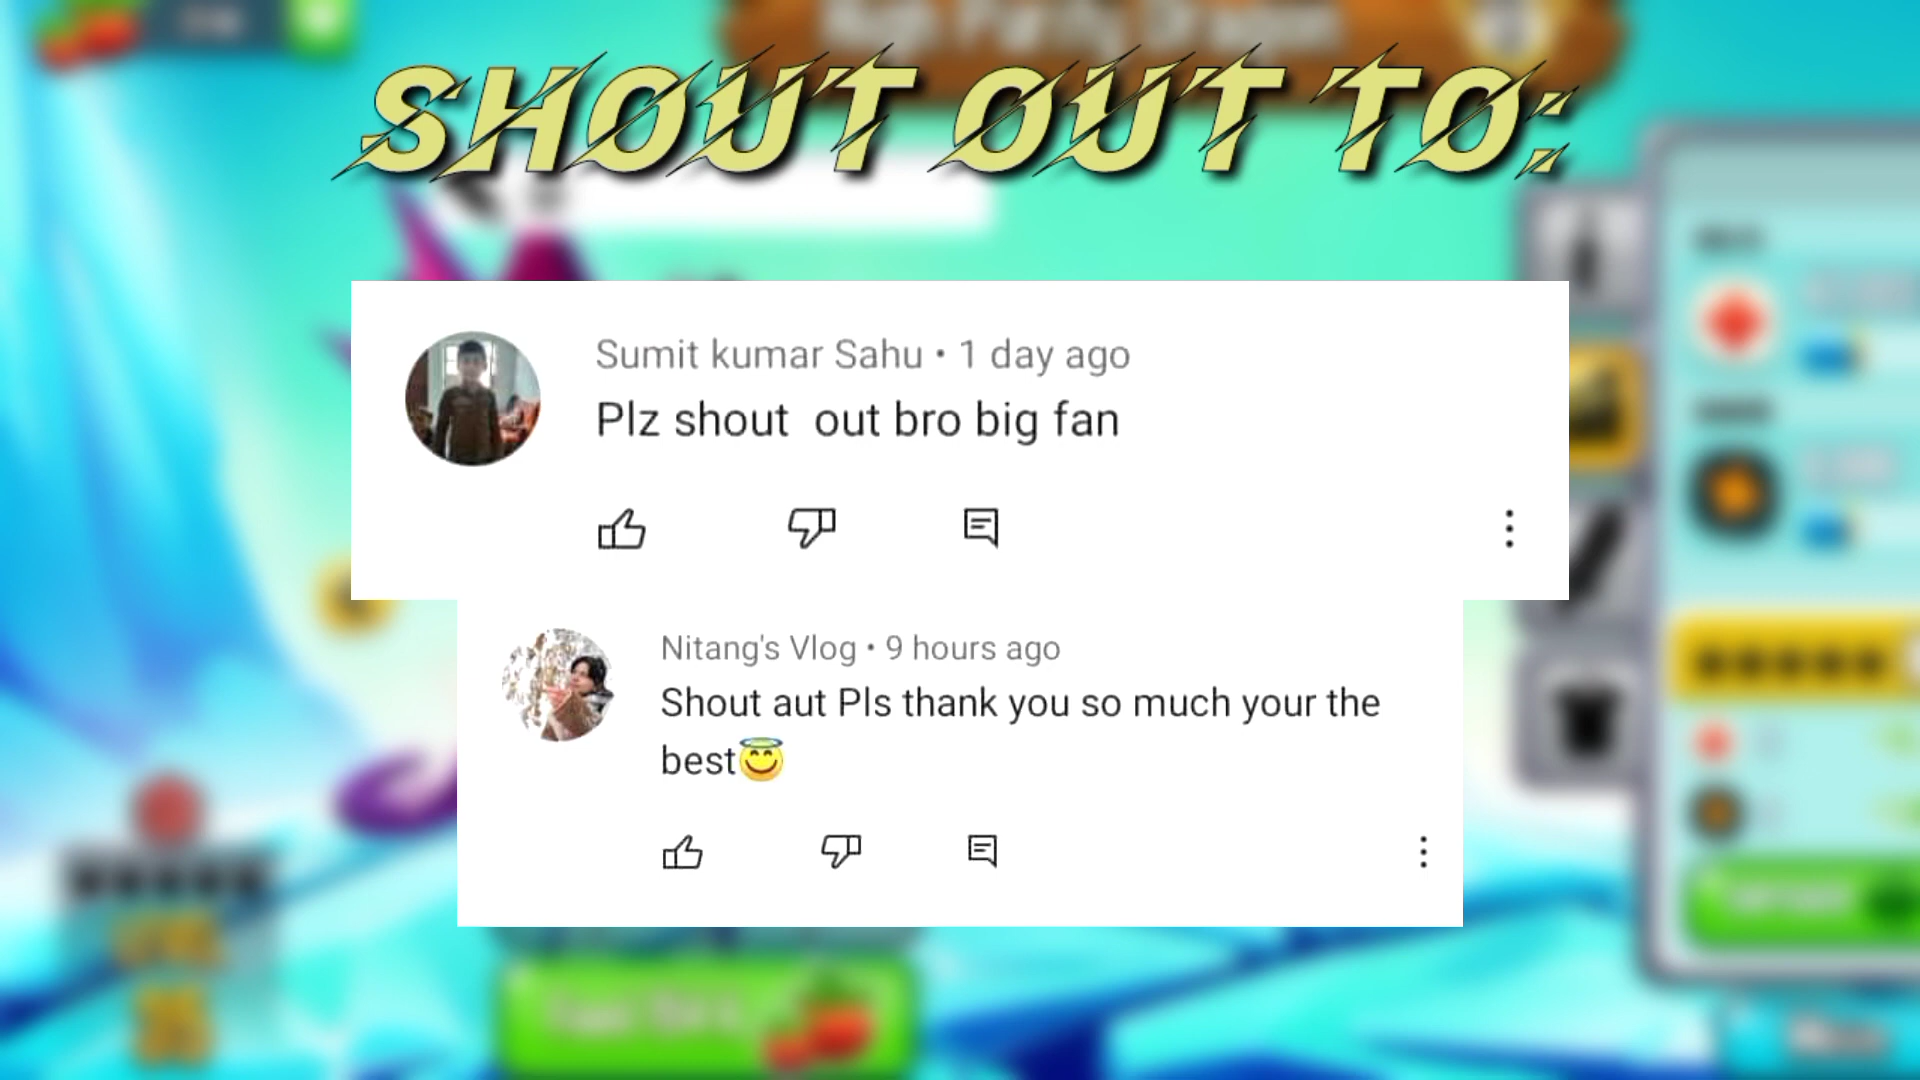 SHOUT OUT TO:
Sumit kumar Sahu • 1 day ago
Plz shout  out bro big fan
Nitang's Vlog • 9 hours ago
Shout aut Pls thank you so much your the
best😇